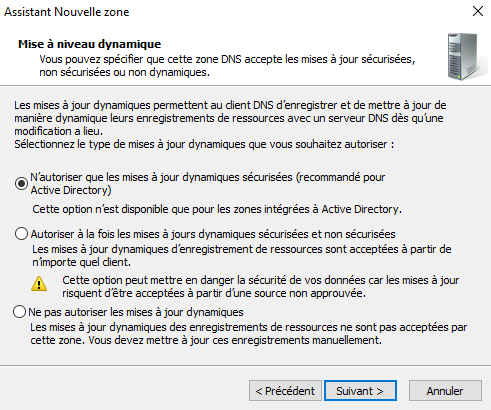 Assistant Nouvelle zone
Mise à niveau dynamique
Vous pouvez spécifier que cette zone DNS accepte les mises à jour sécurisées,
non sécurisées ou non dynamiques.
Les mises à jour dynamiques permettent au client DNS d'enregistrer et de mettre à jour de
manière dynamique leurs enregistrements de ressources avec un serveur DNS dès qu'une
modification a lieu.
Sélectionnez le type de mises à jour dynamiques que vous souhaitez autoriser :
N'autoriser que les mises à jour dynamiques sécurisées (recommandé pour
Active Directory)
Cette option n'est disponible que pour les zones intégrées à Active Directory.
Autoriser à la fois les mises à jours dynamiques sécurisées et non sécurisées
Les mises à jour dynamiques d'enregistrement de ressources sont acceptées à partir de
n'importe quel client.
Cette option peut mettre en danger la sécurité de vos données car les mises à jour
risquent d'être acceptées à partir d'une source non approuvée.
Ne pas autoriser les mises à jour dynamiques
Les mises à jour dynamiques des enregistrements de ressources ne sont pas acceptées par
cette zone. Vous devez mettre à jour ces enregistrements manuellement.
< Précédent
Suivant >
Annuler